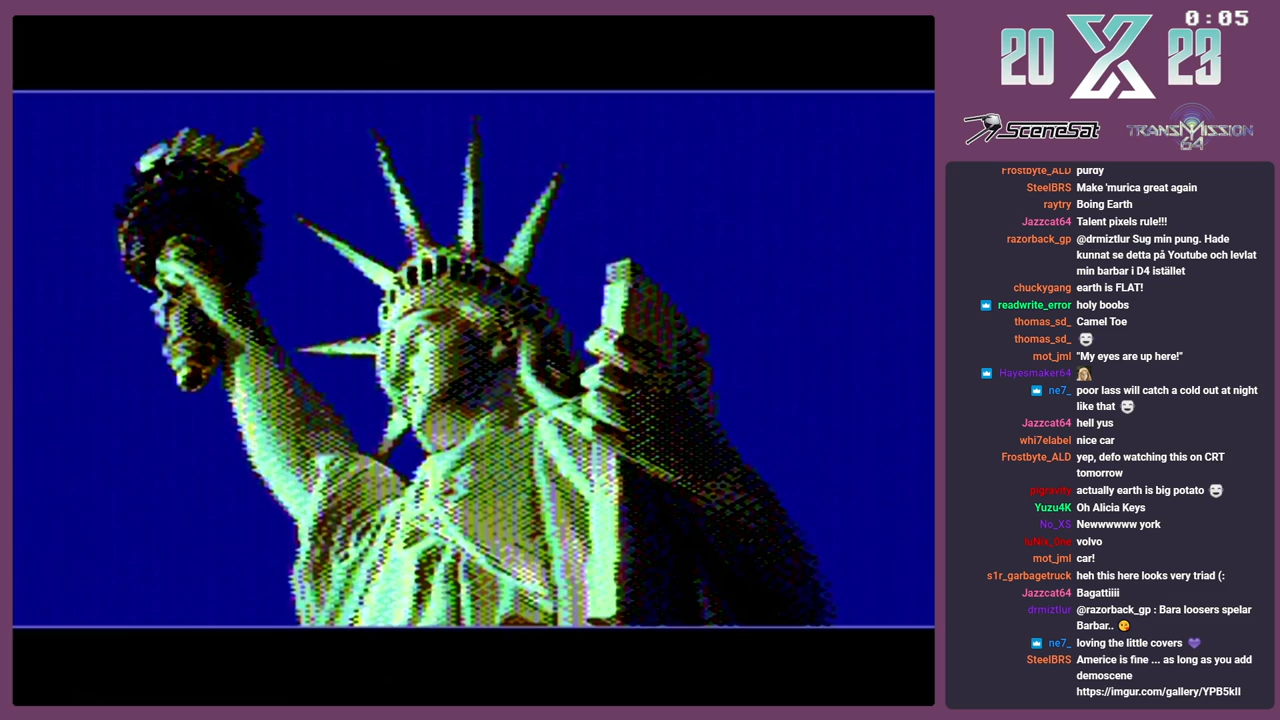 0:05
20 X 23
SCENESAT
TRANSMISSION
64
Frostbyte_ALD purdy
SteelBRS Make 'murica great again
raytry Boing Earth
Jazzcat64 Talent pixels rule!!!
razorback_gp @drmiztlur Sug min pung. Hade
kunnat se detta på Youtube och levlat
min barbar i D4 istället
chuckygang earth is FLAT!
readwrite_error holy boobs
thomas_sd_ Camel Toe
thomas_sd_
mot_jml "My eyes are up here!"
Hayesmaker64
ne7_ poor lass will catch a cold out at night
like that
Jazzcat64 hell yus
whi7elabel nice car
Frostbyte_ALD yep, defo watching this on CRT
tomorrow
pigravity actually earth is big potato
Yuzu4K Oh Alicia Keys
No_XS Newwwwww york
luNix_0ne volvo
mot_jml car!
s1r_garbagetruck heh this here looks very triad (:
Jazzcat64 Bagattiiii
drmiztlur @razorback_gp : Bara loosers spelar
Barbar..
ne7_ loving the little covers
SteelBRS Americe is fine ... as long as you add
demoscene
https://imgur.com/gallery/YPB5kIl